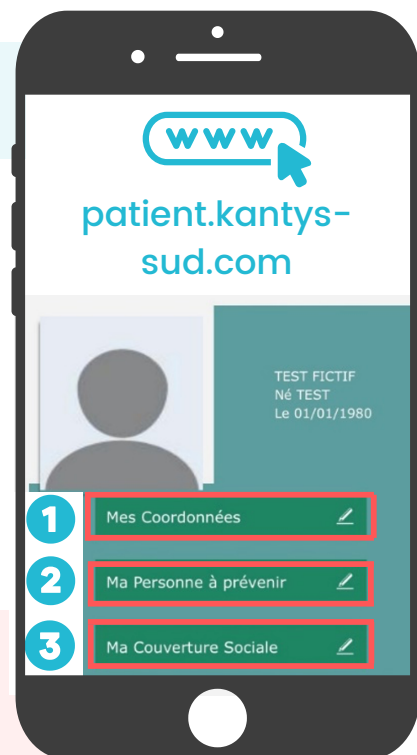 www
patient.kantys-
sud.com
TEST FICTIF
Né TEST
Le 01/01/1980
1 Mes Coordonnées
2 Ma Personne à prévenir
3 Ma Couverture Sociale